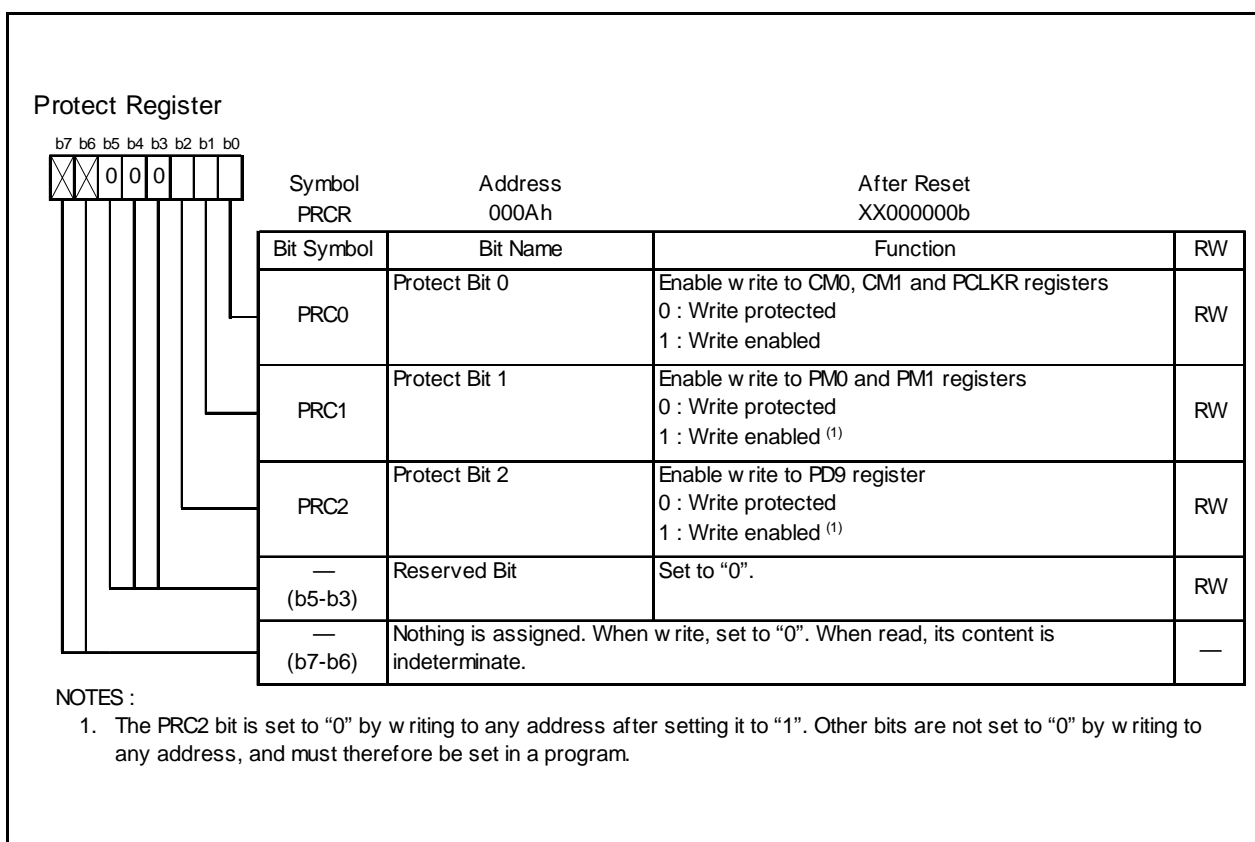 Protect Register
b7 b6 b5 b4 b3 b2 b1 b0
0 0 0
Symbol Address After Reset
PRCR 000Ah XX000000b
Bit Symbol Bit Name Function RW
PRC0 Protect Bit 0 Enable write to CM0, CM1 and PCLKR registers RW
0 : Write protected
1 : Write enabled
PRC1 Protect Bit 1 Enable write to PM0 and PM1 registers RW
0 : Write protected
1 : Write enabled (1)
PRC2 Protect Bit 2 Enable write to PD9 register RW
0 : Write protected
1 : Write enabled (1)
— Reserved Bit Set to “0”. RW
(b5-b3)
— Nothing is assigned. When write, set to “0”. When read, its content is —
(b7-b6) indeterminate.
NOTES :
1. The PRC2 bit is set to “0” by writing to any address after setting it to “1”. Other bits are not set to “0” by writing to
any address, and must therefore be set in a program.